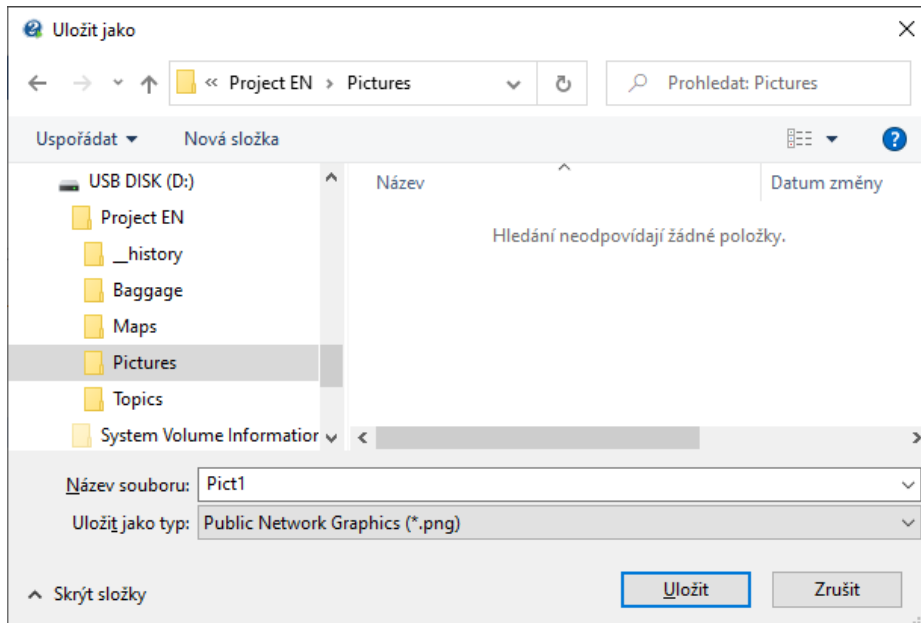 Uložit jako
« Project EN › Pictures
Prohledat: Pictures
Uspořádat Nová složka
USB DISK (D:)
Project EN
__history
Baggage
Maps
Pictures
Topics
System Volume Information
Název Datum změny
Hledání neodpovídají žádné položky.
Název souboru: Pict1
Uložit jako typ: Public Network Graphics (*.png)
Skrýt složky
Uložit Zrušit